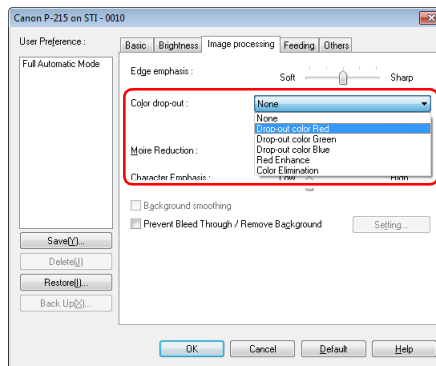 Canon P-215 on STI - 0010
User Preference :
Full Automatic Mode
Save(Y)...
Delete(J)
Restore(I)...
Back Up(X)...
Basic Brightness Image processing Feeding Others
Edge emphasis :
Soft Sharp
Color drop-out : None
None
Drop-out color Red
Drop-out color Green
Drop-out color Blue
Red Enhance
Color Elimination
Moire Reduction :
Character Emphasis : Low High
Background smoothing
Prevent Bleed Through / Remove Background Setting...
OK Cancel Default Help